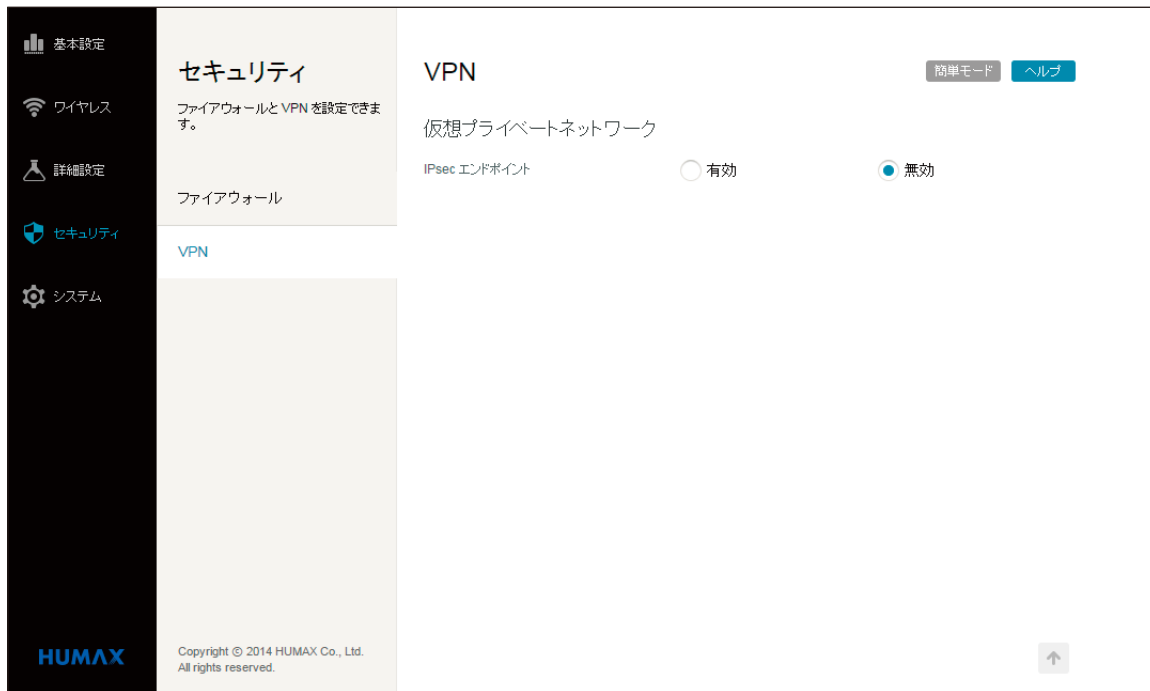 基本設定
ワイヤレス
詳細設定
セキュリティ
システム
HUMAX
セキュリティ
ファイアウォールと VPN を設定できま
す。
ファイアウォール
VPN
Copyright © 2014 HUMAX Co., Ltd.
All rights reserved.
VPN
簡単モード
ヘルプ
仮想プライベートネットワーク
IPsec エンドポイント
有効
無効